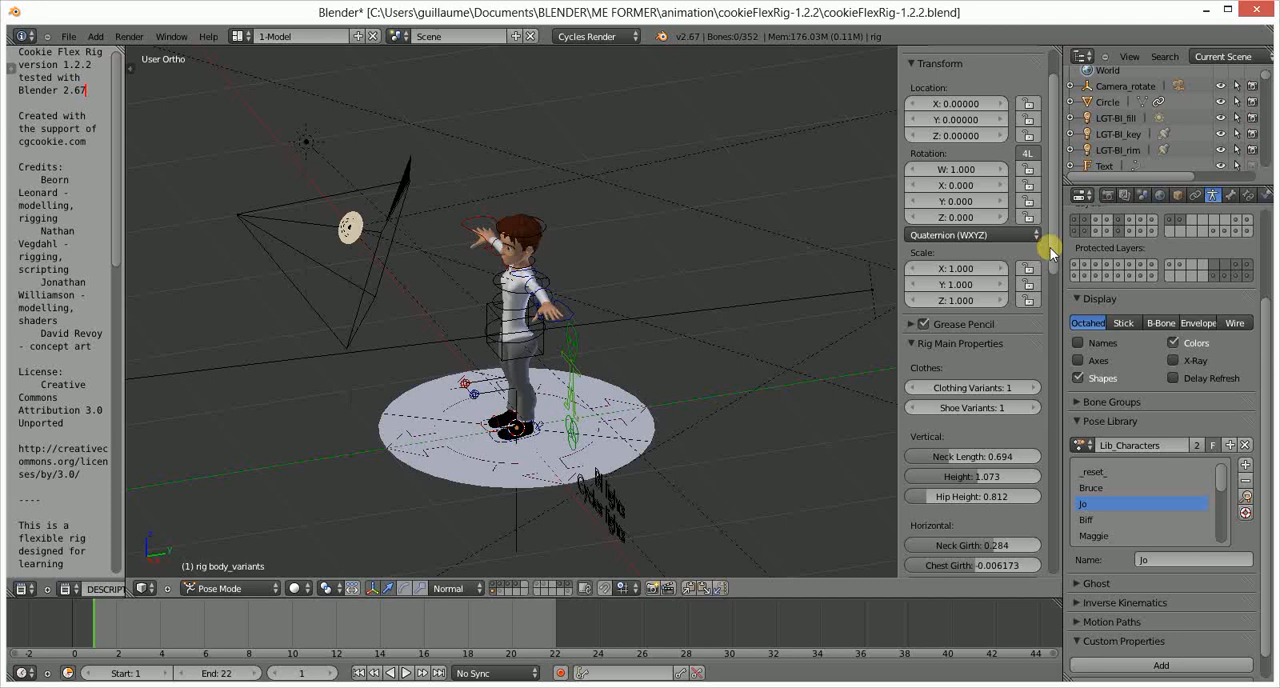 Blender* [C:\Users\guillaume\Documents\BLENDER\ME FORMER\animation\cookieFlexRig-1.2.2\cookieFlexRig-1.2.2.blend]
File Add Render Window Help 1-Model Scene Cycles Render v2.67 | Bones:0/352 | Mem:176.03M (0.11M) | rig
Cookie Flex Rig
version 1.2.2
tested with
Blender 2.67
Created with
the support of
cgcookie.com
Credits:
Beorn
Leonard -
modelling,
rigging
Nathan
Vegdahl -
rigging,
scripting
Jonathan
Williamson -
modelling,
shaders
David Revoy
- concept art
License:
Creative
Commons
Attribution 3.0
Unported
http://creativec
ommons.org/licen
ses/by/3.0/
----
This is a
flexible rig
designed for
learning
DESCRIPT
User Ortho
BI lights
Cycles lights
Z
Y
(1) rig body_variants
Pose Mode Normal
Transform
Location:
X: 0.00000
Y: 0.00000
Z: 0.00000
Rotation: 4L
W: 1.000
X: 0.000
Y: 0.000
Z: 0.000
Quaternion (WXYZ)
Scale:
X: 1.000
Y: 1.000
Z: 1.000
Grease Pencil
Rig Main Properties
Clothes:
Clothing Variants: 1
Shoe Variants: 1
Vertical:
Neck Length: 0.694
Height: 1.073
Hip Height: 0.812
Horizontal:
Neck Girth: 0.284
Chest Girth: -0.006173
View Search Current Scene
World
Camera_rotate
Circle
LGT-BI_fill
LGT-BI_key
LGT-BI_rim
Text
Layers:
Protected Layers:
Display
Octahed Stick B-Bone Envelope Wire
Names Colors
Axes X-Ray
Shapes Delay Refresh
Bone Groups
Pose Library
Lib_Characters 2 F
_reset_
Bruce
Jo
Biff
Maggie
Name: Jo
Ghost
Inverse Kinematics
Motion Paths
Custom Properties
Add
-2 0 2 4 6 8 10 12 14 16 18 20 22 24 26 28 30 32 34 36 38 40 42 44
Start: 1 End: 22 1 No Sync